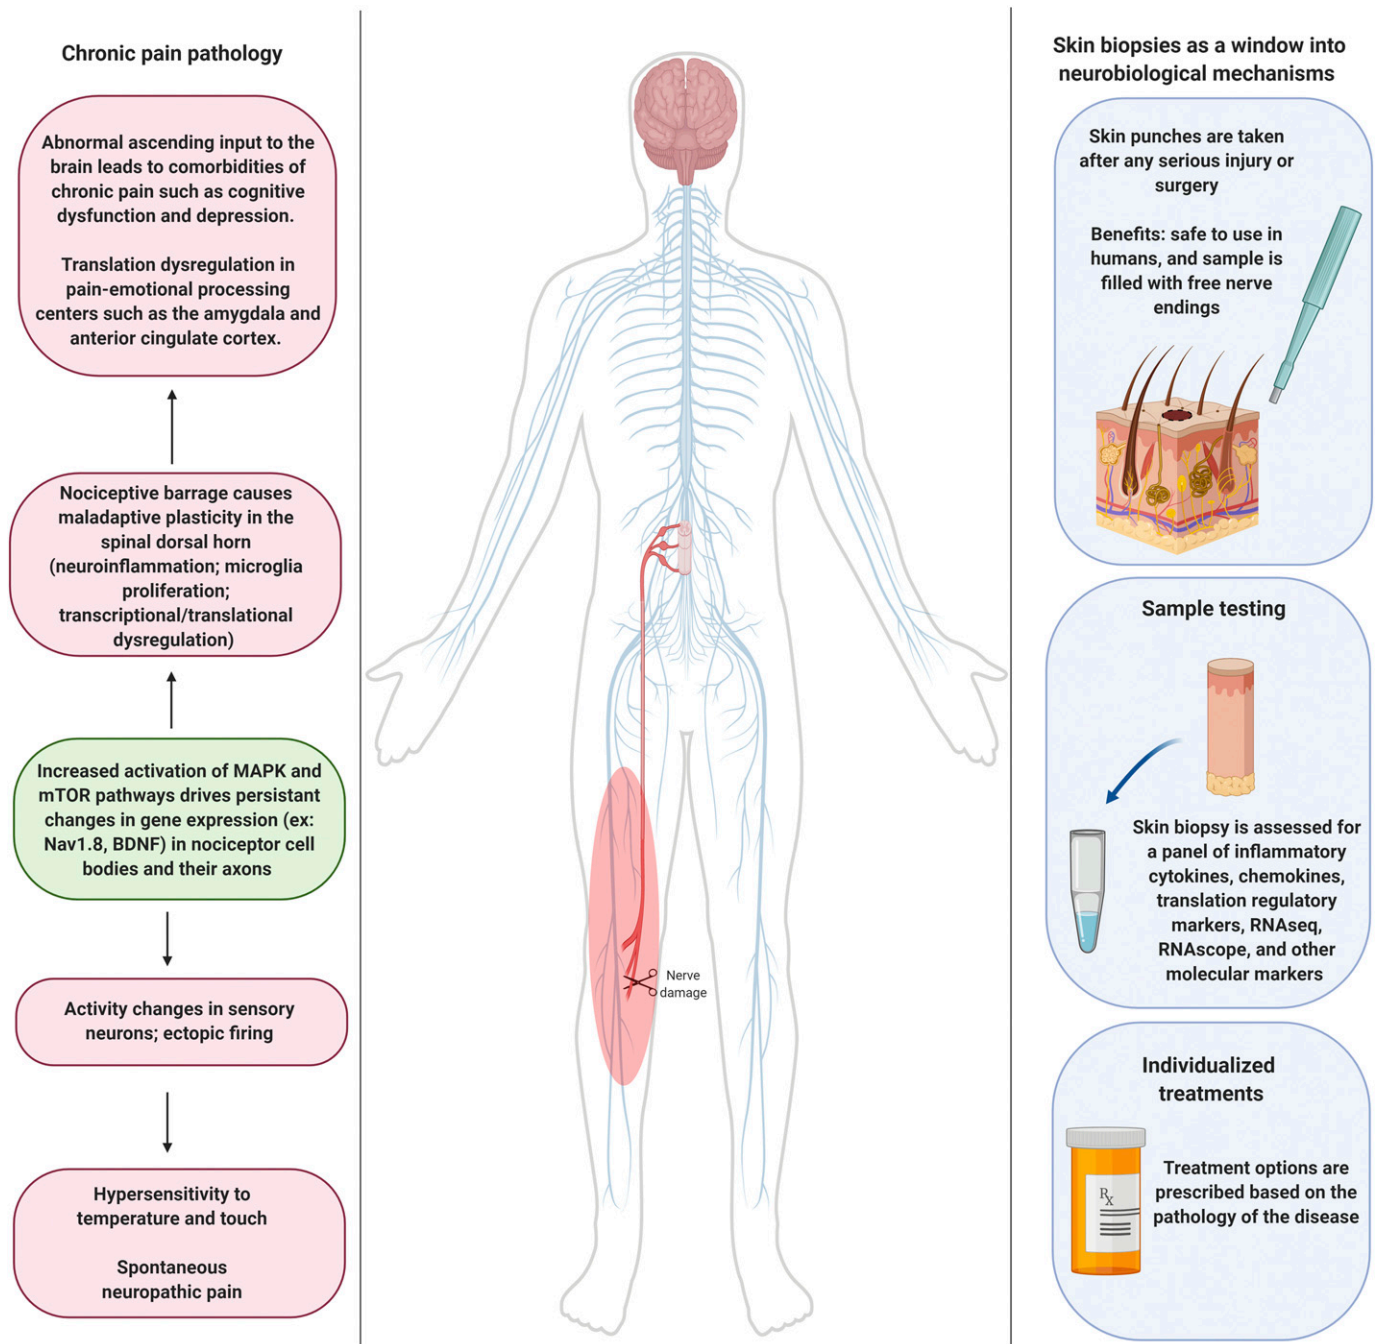 Chronic pain pathology
Abnormal ascending input to the
brain leads to comorbidities of
chronic pain such as cognitive
dysfunction and depression.
Translation dysregulation in
pain-emotional processing
centers such as the amygdala and
anterior cingulate cortex.
Nociceptive barrage causes
maladaptive plasticity in the
spinal dorsal horn
(neuroinflammation; microglia
proliferation;
transcriptional/translational
dysregulation)
Increased activation of MAPK and
mTOR pathways drives persistant
changes in gene expression (ex:
Nav1.8, BDNF) in nociceptor cell
bodies and their axons
Activity changes in sensory
neurons; ectopic firing
Hypersensitivity to
temperature and touch
Spontaneous
neuropathic pain
Nerve
damage
Skin biopsies as a window into
neurobiological mechanisms
Skin punches are taken
after any serious injury or
surgery
Benefits: safe to use in
humans, and sample is
filled with free nerve
endings
Sample testing
Skin biopsy is assessed for
a panel of inflammatory
cytokines, chemokines,
translation regulatory
markers, RNAseq,
RNAscope, and other
molecular markers
Individualized
treatments
Rx
Treatment options are
prescribed based on the
pathology of the disease